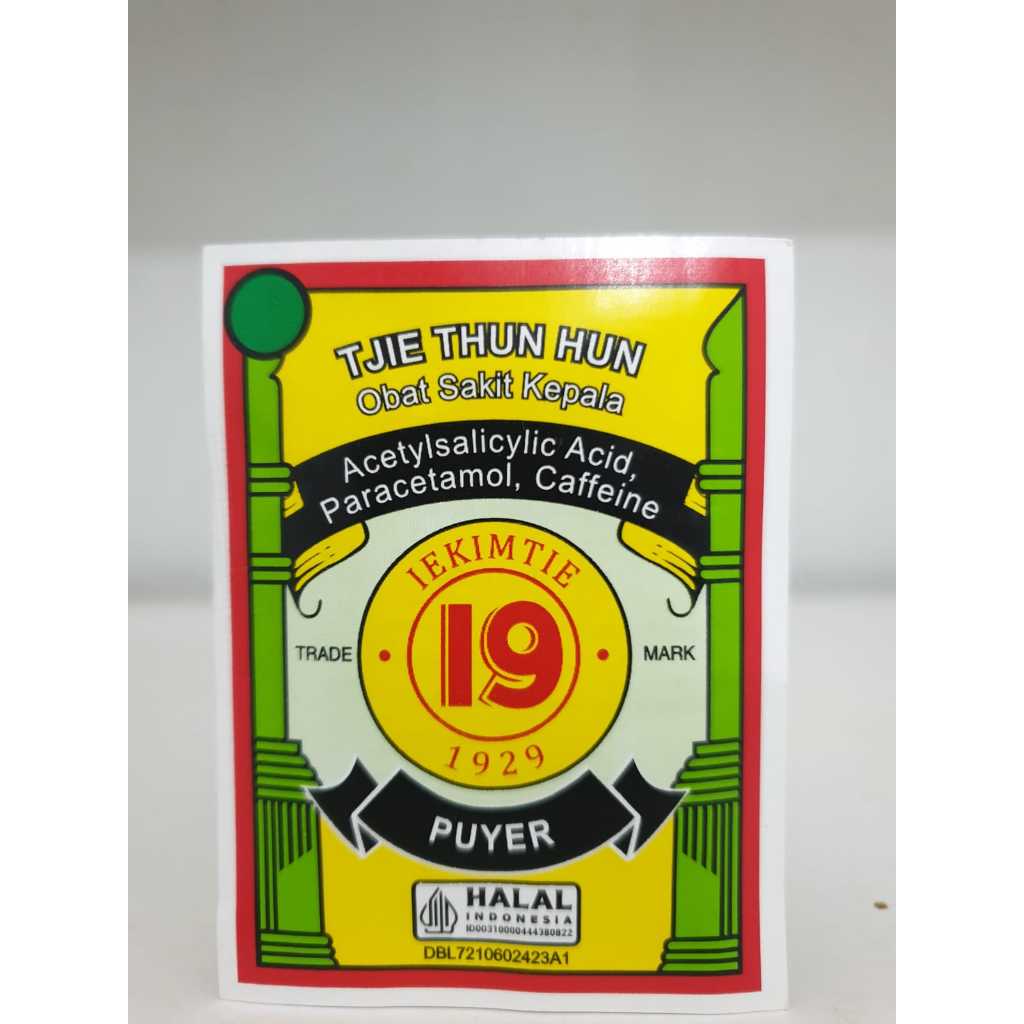 TJIE THUN HUN
Obat Sakit Kepala
Acetylsalicylic Acid,
Paracetamol, Caffeine
IEKIMTIE
TRADE
19
MARK
1929
PUYER
HALAL
INDONESIA
ID00310000444380822
DBL7210602423A1